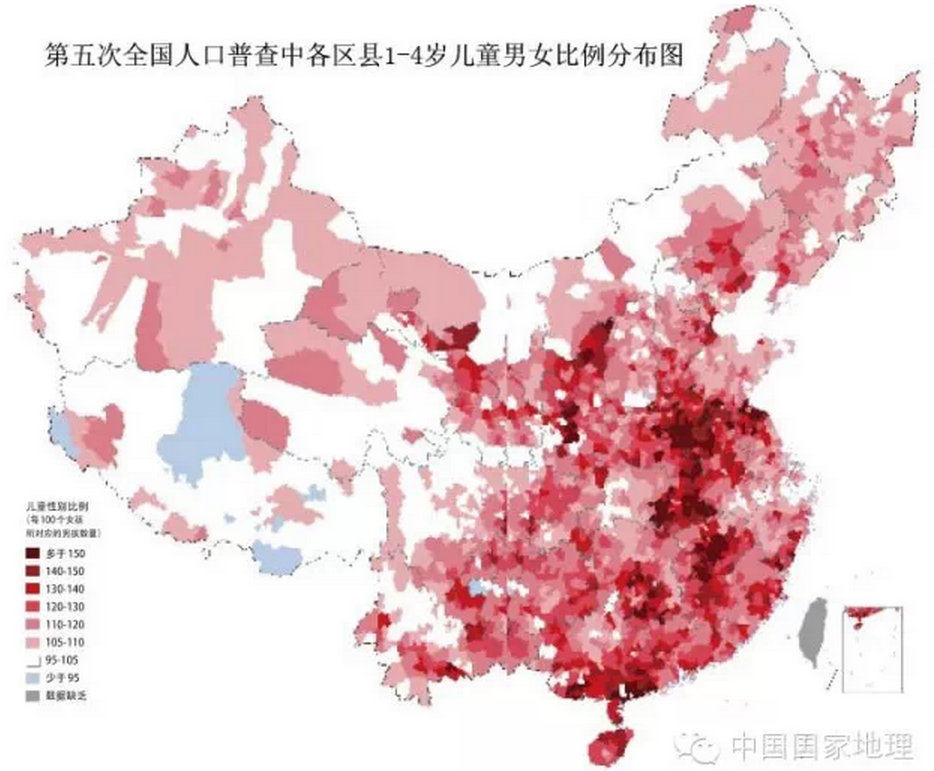 第五次全国人口普查中各区县1-4岁儿童男女比例分布图
儿童性别比例
(每100个女孩
所对应的男孩数量)
多于150
140-150
130-140
120-130
110-120
105-110
95-105
少于95
数据缺乏
中国国家地理